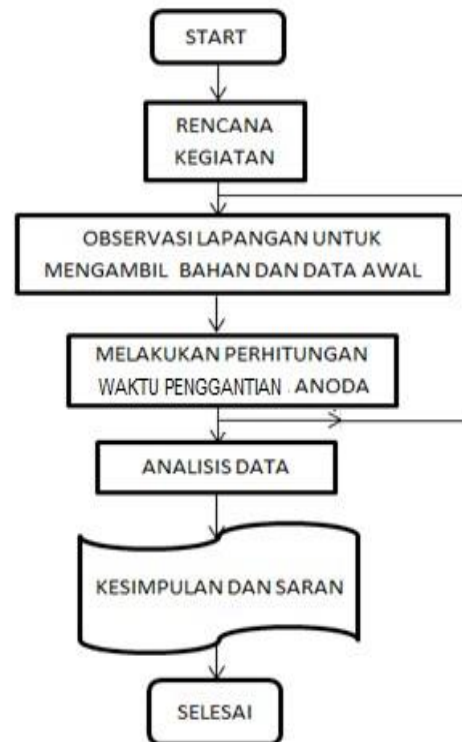 START
RENCANA
KEGIATAN
OBSERVASI LAPANGAN UNTUK
MENGAMBIL BAHAN DAN DATA AWAL
MELAKUKAN PERHITUNGAN
WAKTU PENGGANTIAN . ANODA
ANALISIS DATA
KESIMPULAN DAN SARAN
SELESAI